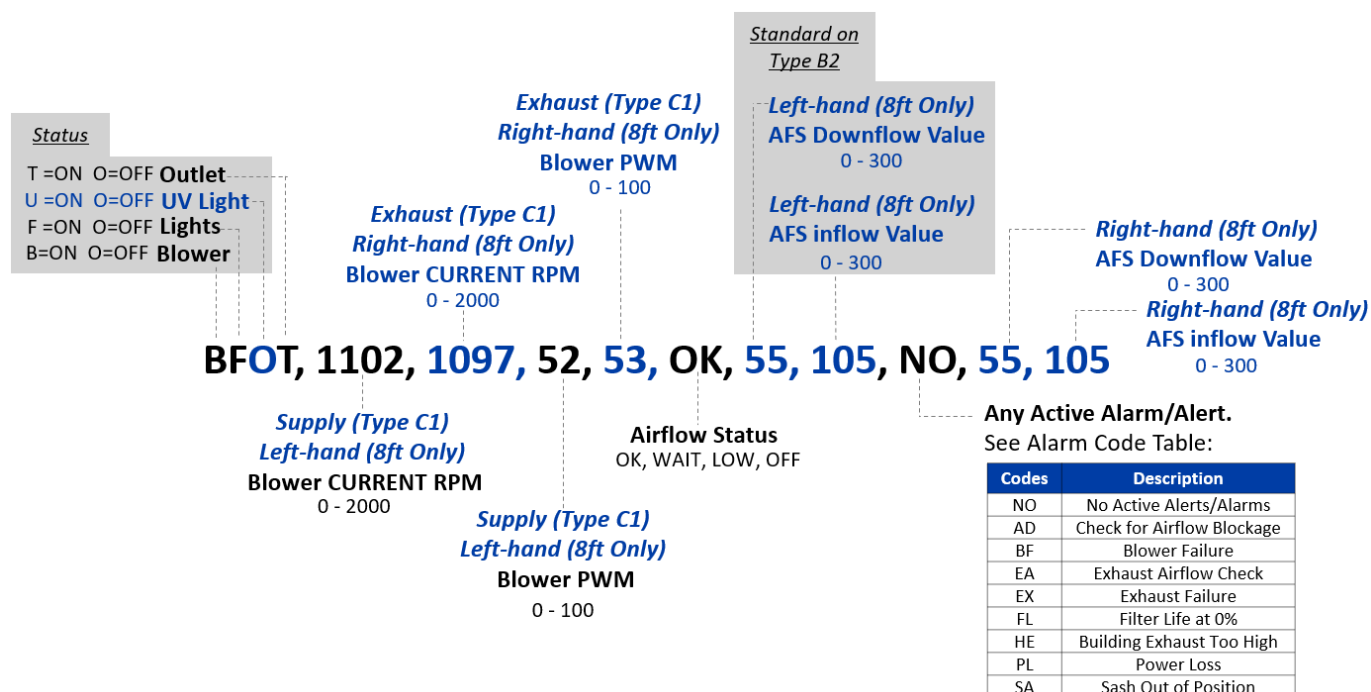 Status
T =ON O=OFF Outlet
U =ON O=OFF UV Light
F =ON O=OFF Lights
B=ON O=OFF Blower
Exhaust (Type C1)
Right-hand (8ft Only)
Blower CURRENT RPM
0 - 2000
Exhaust (Type C1)
Right-hand (8ft Only)
Blower PWM
0 - 100
Standard on
Type B2
Left-hand (8ft Only)
AFS Downflow Value
0 - 300
Left-hand (8ft Only)
AFS inflow Value
0 - 300
Right-hand (8ft Only)
AFS Downflow Value
0 - 300
Right-hand (8ft Only)
AFS inflow Value
0 - 300
BFOT, 1102, 1097, 52, 53, OK, 55, 105, NO, 55, 105
Supply (Type C1)
Left-hand (8ft Only)
Blower CURRENT RPM
0 - 2000
Supply (Type C1)
Left-hand (8ft Only)
Blower PWM
0 - 100
Airflow Status
OK, WAIT, LOW, OFF
Any Active Alarm/Alert.
See Alarm Code Table:
Codes Description
NO No Active Alerts/Alarms
AD Check for Airflow Blockage
BF Blower Failure
EA Exhaust Airflow Check
EX Exhaust Failure
FL Filter Life at 0%
HE Building Exhaust Too High
PL Power Loss
SA Sash Out of Position